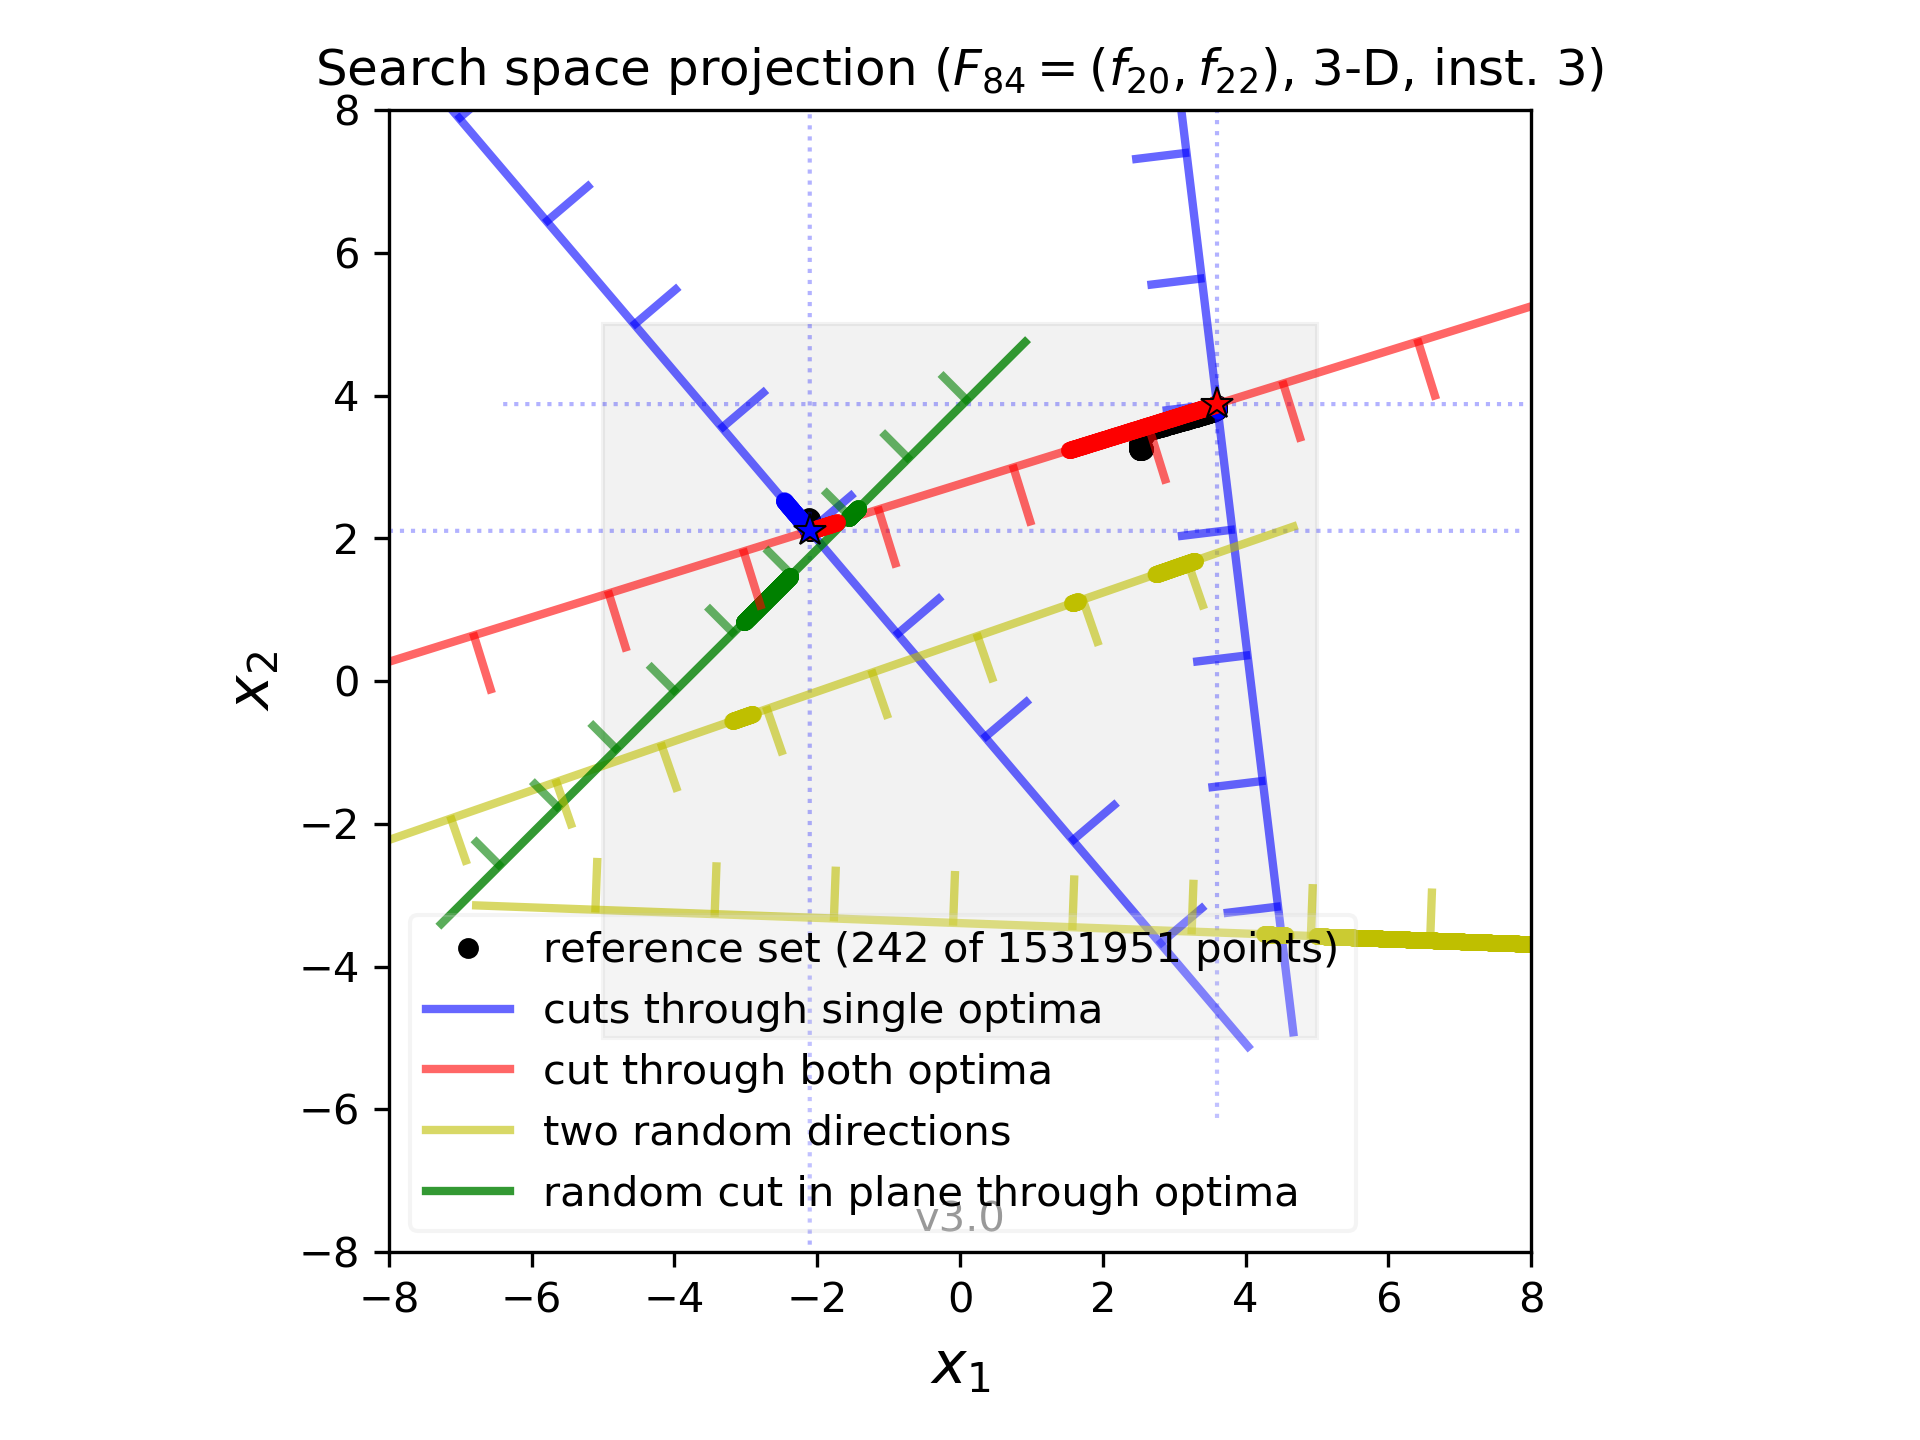 Search space projection (F84 = (f20, f22), 3-D, inst. 3)
8
6
4
2
0
−2
−4
−6
−8
x2
reference set (242 of 1531951 points)
cuts through single optima
cut through both optima
two random directions
random cut in plane through optima
v3.0
−8 −6 −4 −2 0 2 4 6 8
x1